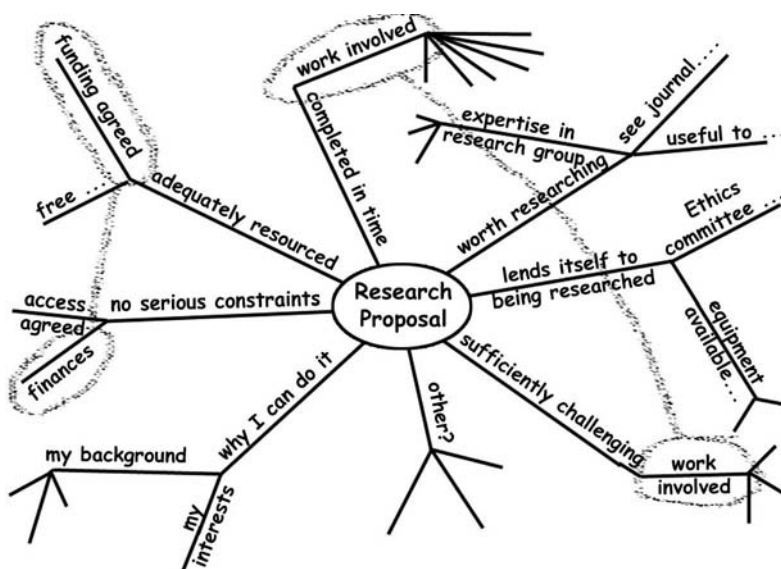 Research
Proposal
completed in time
work involved
worth researching
expertise in
research group
see journal....
useful to ...
lends itself to
being researched
Ethics
committee ...
equipment
available...
sufficiently challenging
work
involved
other?
why I can do it
my background
my
interests
no serious constraints
access
agreed
finances
adequately resourced
funding agreed
free ....